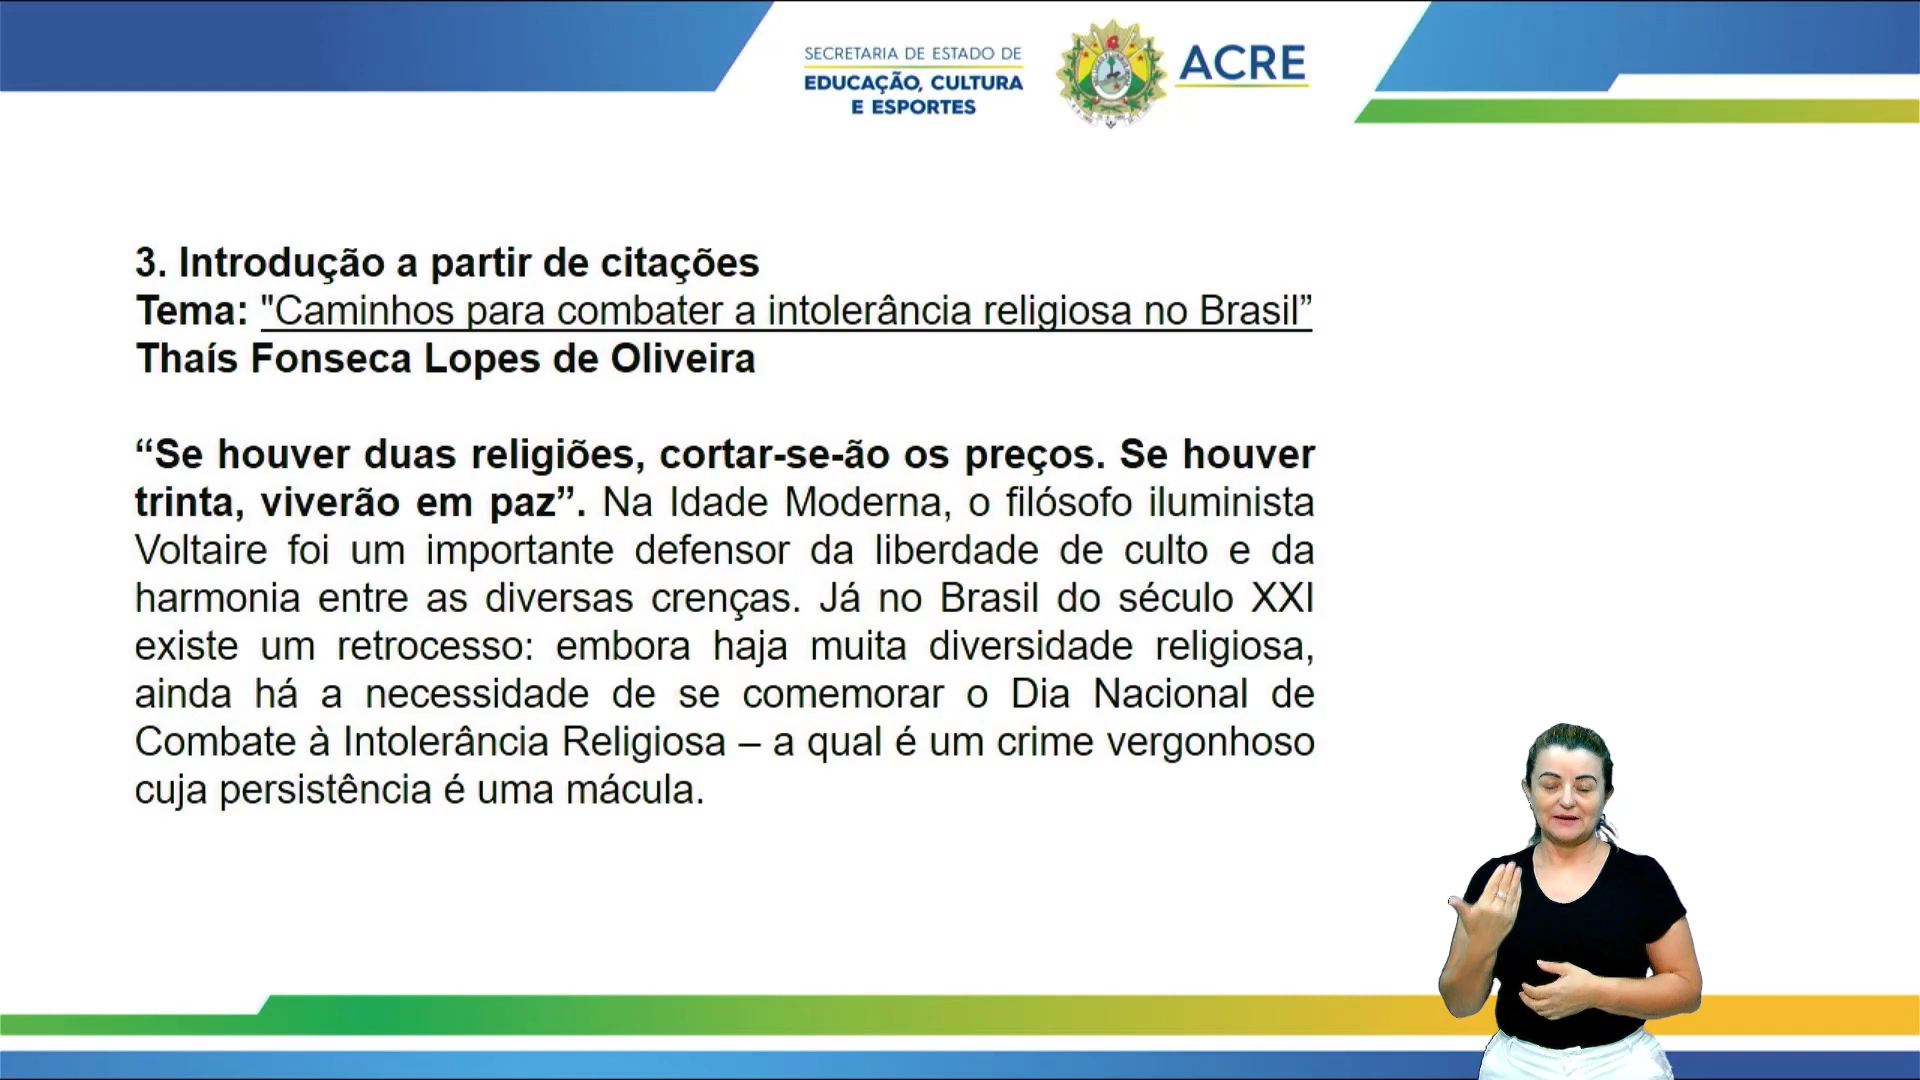 SECRETARIA DE ESTADO DE
EDUCAÇÃO, CULTURA
E ESPORTES
ACRE
3. Introdução a partir de citações
Tema: "Caminhos para combater a intolerância religiosa no Brasil”
Thaís Fonseca Lopes de Oliveira
“Se houver duas religiões, cortar-se-ão os preços. Se houver
trinta, viverão em paz”. Na Idade Moderna, o filósofo iluminista
Voltaire foi um importante defensor da liberdade de culto e da
harmonia entre as diversas crenças. Já no Brasil do século XXI
existe um retrocesso: embora haja muita diversidade religiosa,
ainda há a necessidade de se comemorar o Dia Nacional de
Combate à Intolerância Religiosa – a qual é um crime vergonhoso
cuja persistência é uma mácula.